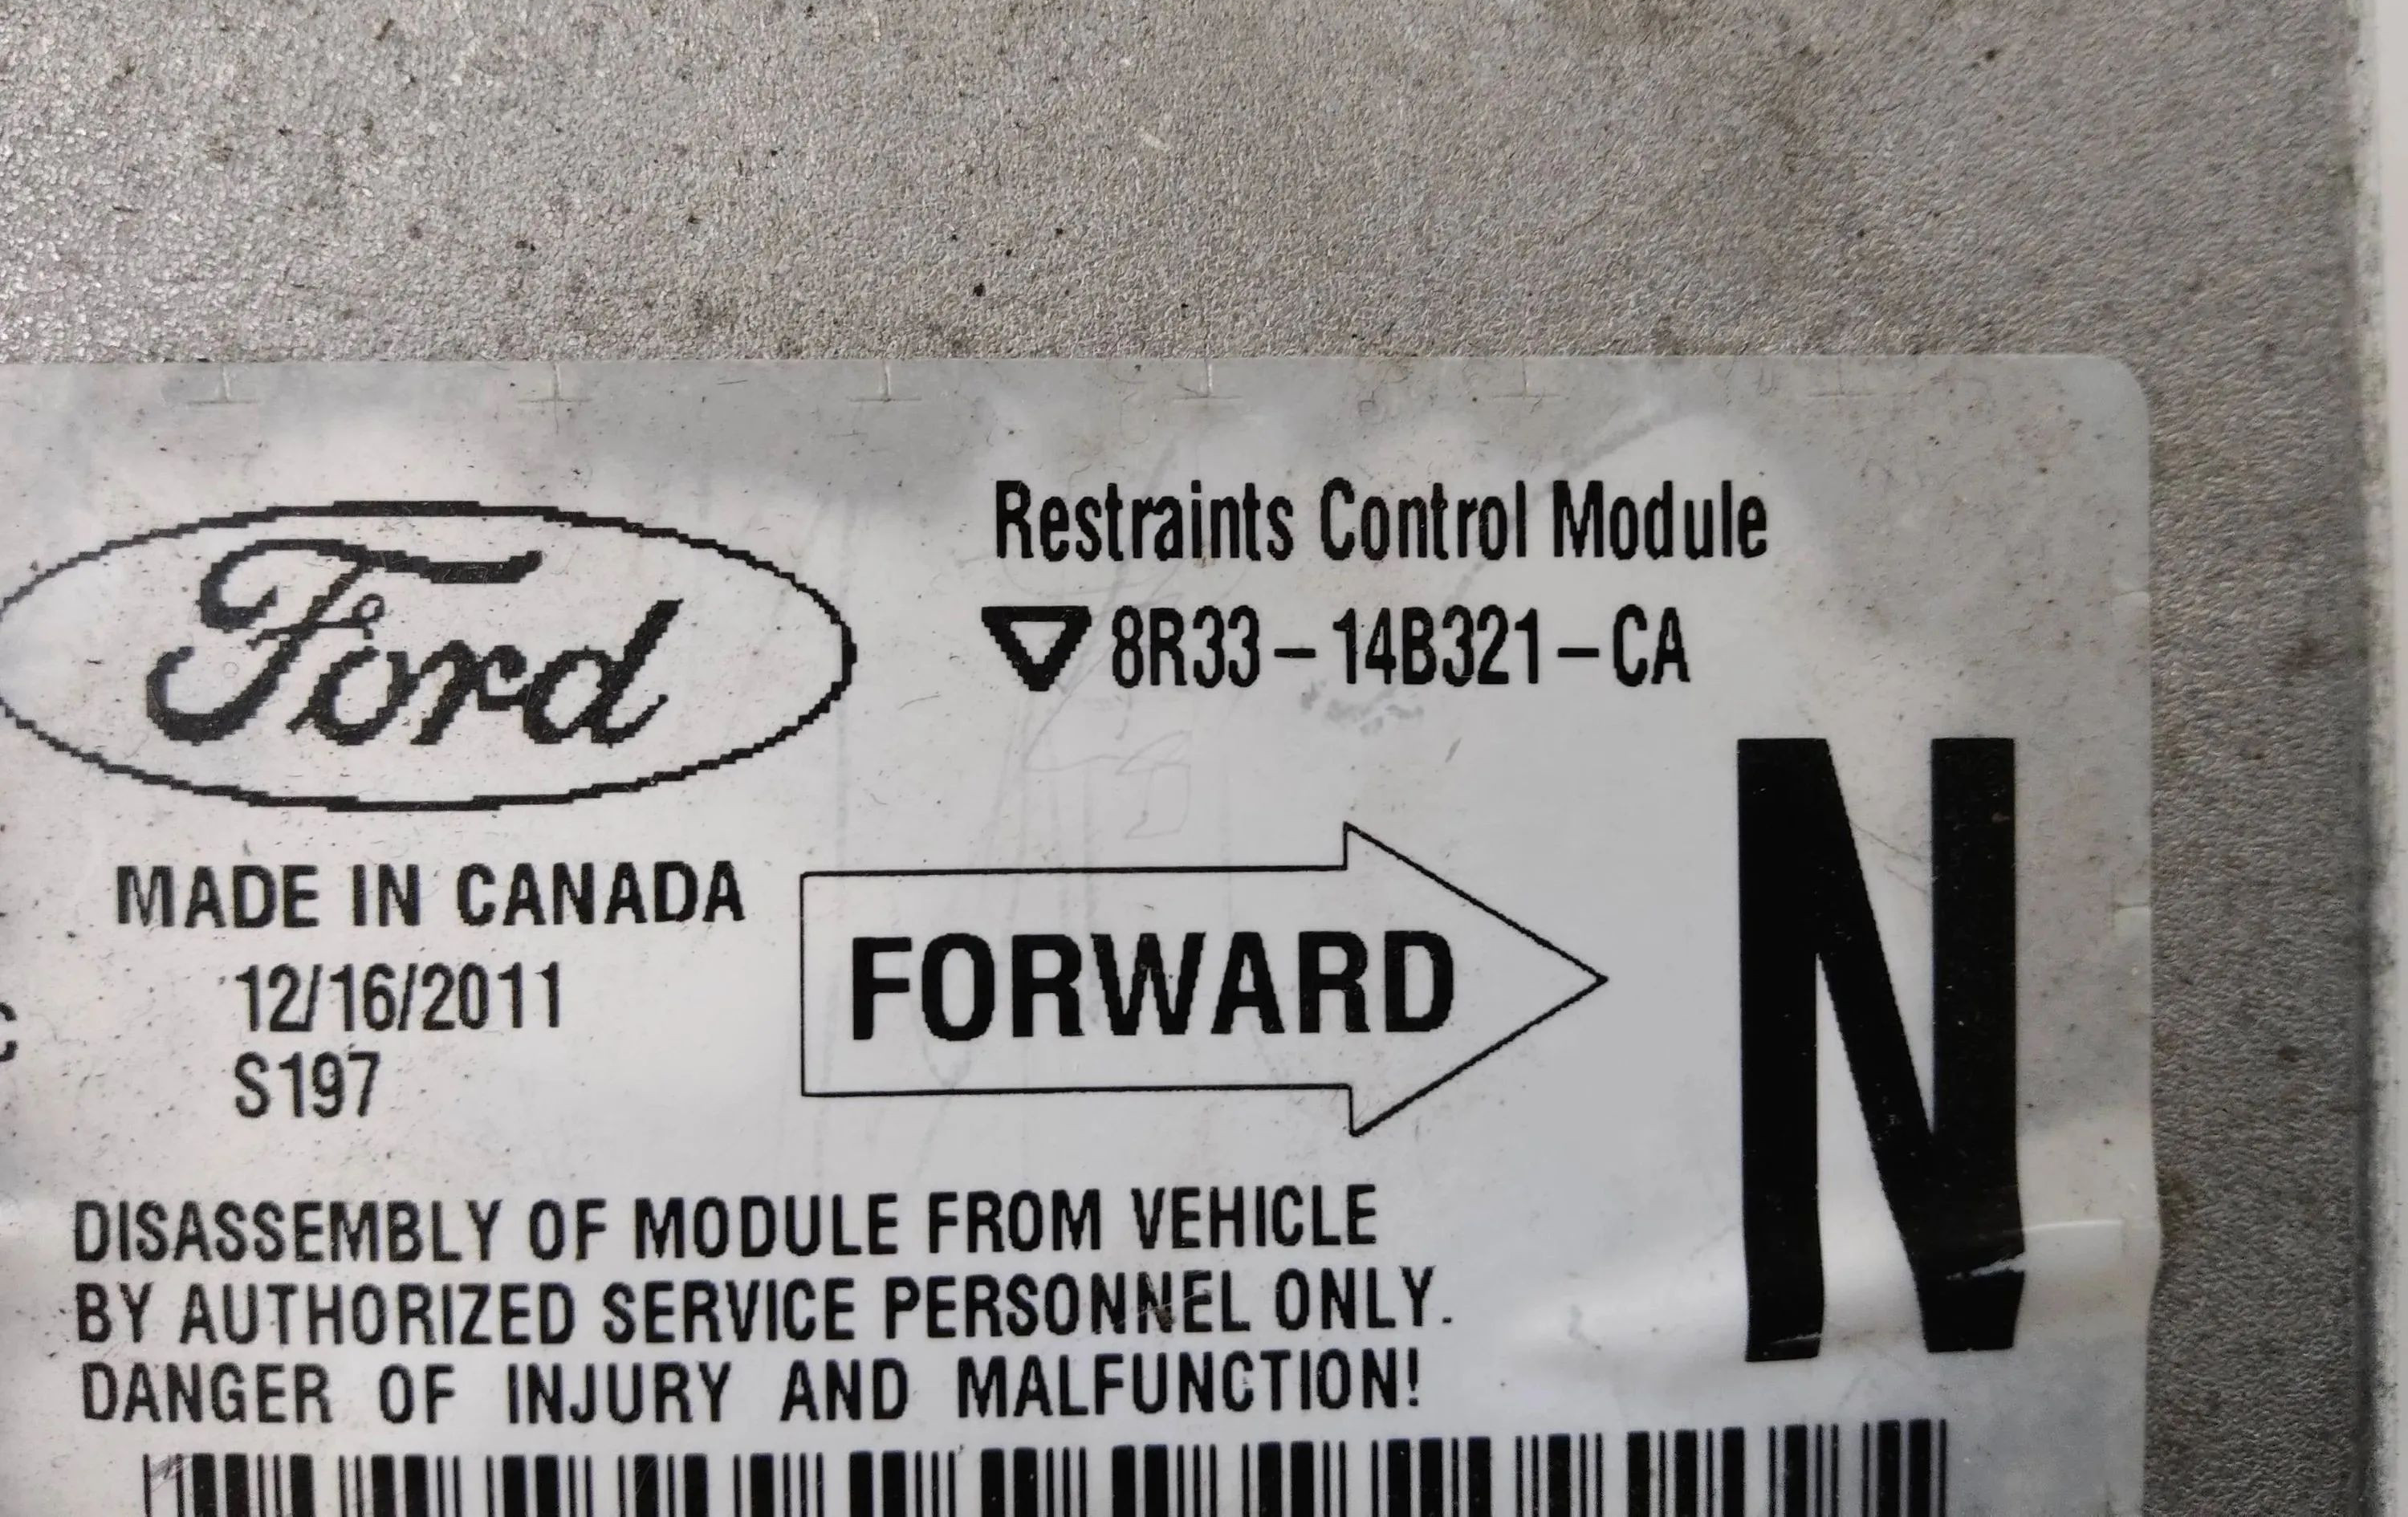 Ford
Restraints Control Module
8R33-14B321-CA
N
MADE IN CANADA
12/16/2011
S197
FORWARD
DISASSEMBLY OF MODULE FROM VEHICLE
BY AUTHORIZED SERVICE PERSONNEL ONLY.
DANGER OF INJURY AND MALFUNCTION!